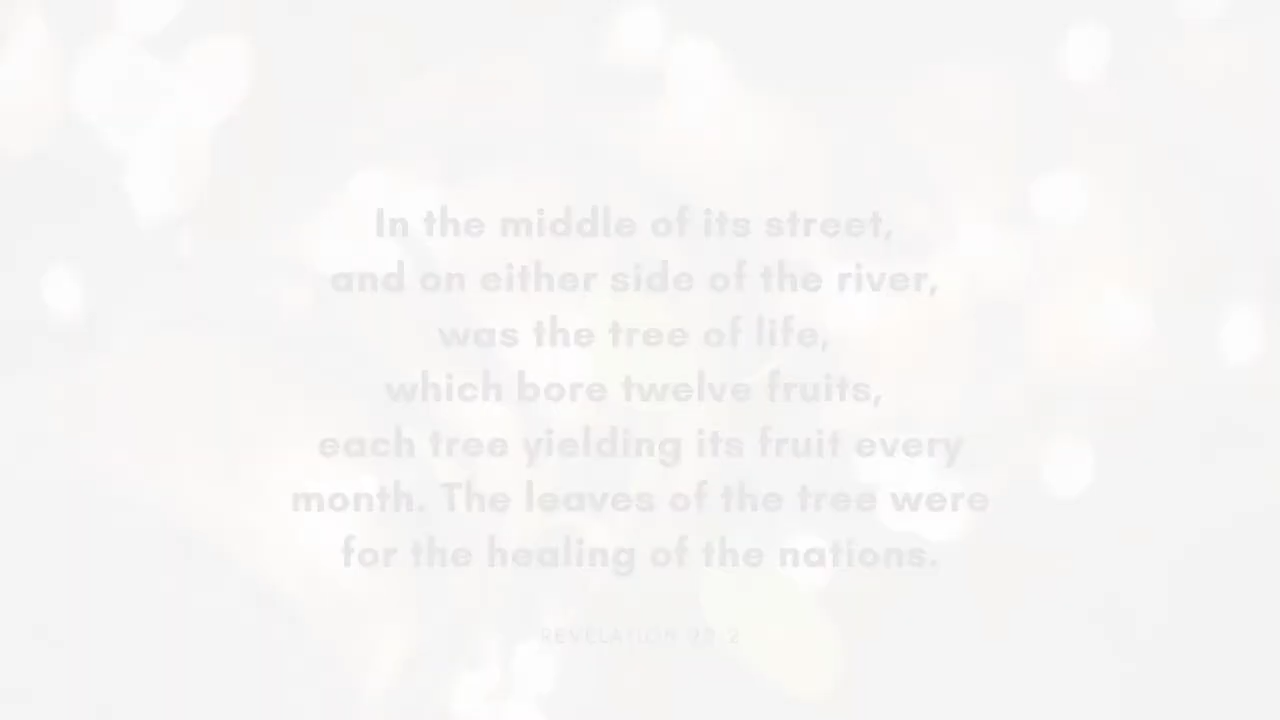 In the middle of its street,
and on either side of the river,
was the tree of life,
which bore twelve fruits,
each tree yielding its fruit every
month. The leaves of the tree were
for the healing of the nations.
REVELATION 22:2